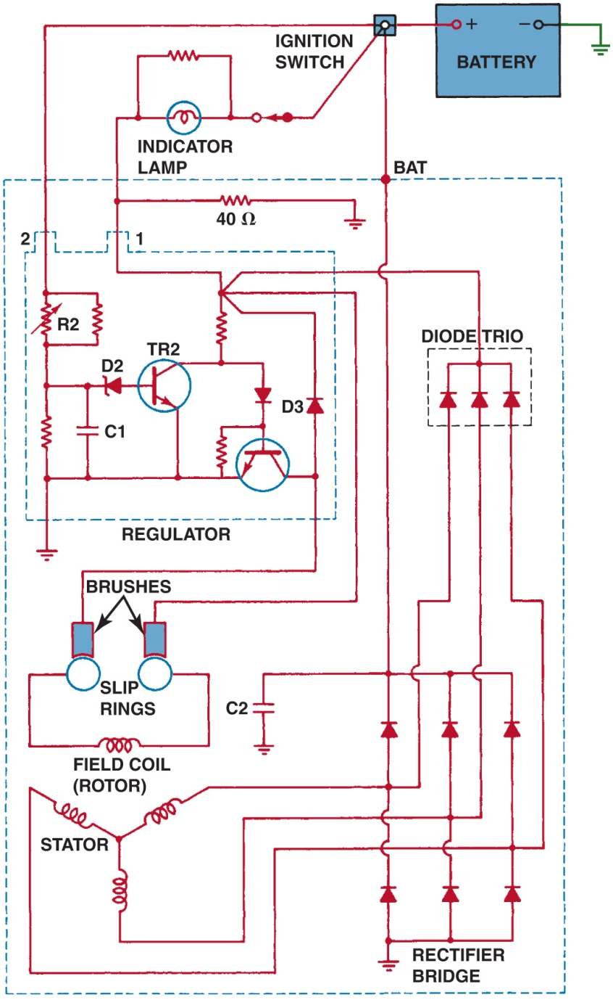 IGNITION
SWITCH
+
−
BATTERY
INDICATOR
LAMP
BAT
40 Ω
2
1
R2
DIODE TRIO
TR2
D2
D3
C1
REGULATOR
BRUSHES
SLIP
RINGS
C2
FIELD COIL
(ROTOR)
STATOR
RECTIFIER
BRIDGE